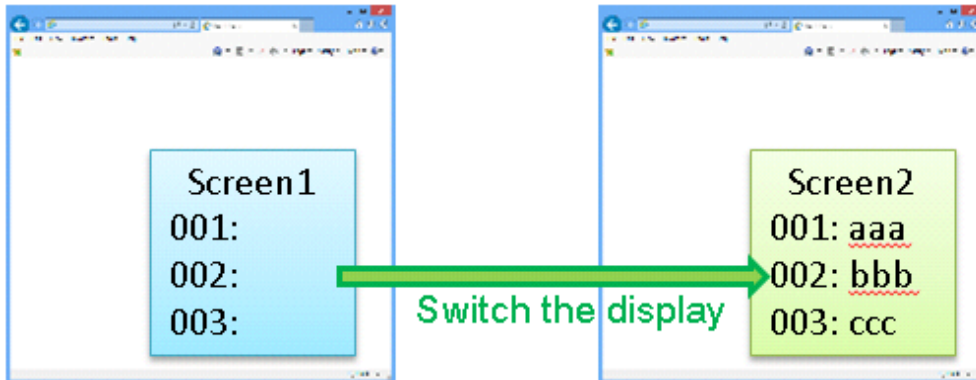 Screen1
001:
002:
003:
Switch the display
Screen2
001: aaa
002: bbb
003: ccc